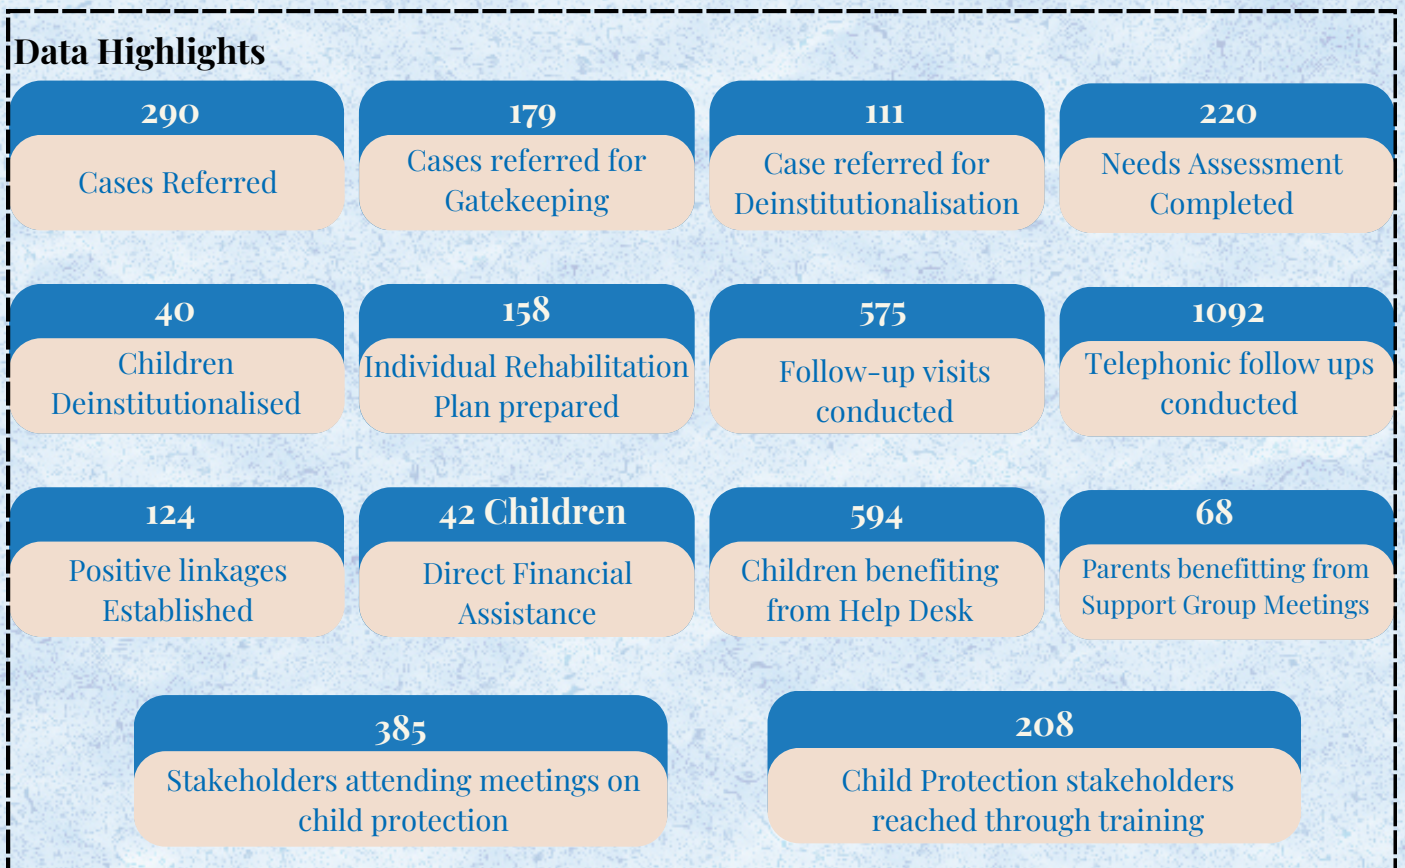 Data Highlights
290
Cases Referred
179
Cases referred for
Gatekeeping
111
Case referred for
Deinstitutionalisation
220
Needs Assessment
Completed
40
Children
Deinstitutionalised
158
Individual Rehabilitation
Plan prepared
575
Follow-up visits
conducted
1092
Telephonic follow ups
conducted
124
Positive linkages
Established
42 Children
Direct Financial
Assistance
594
Children benefiting
from Help Desk
68
Parents benefitting from
Support Group Meetings
385
Stakeholders attending meetings on
child protection
208
Child Protection stakeholders
reached through training